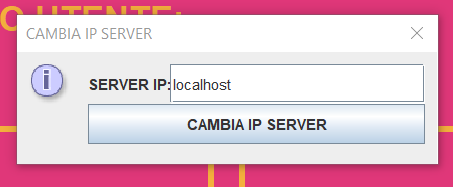 O UTENTE:
CAMBIA IP SERVER
SERVER IP: localhost
CAMBIA IP SERVER